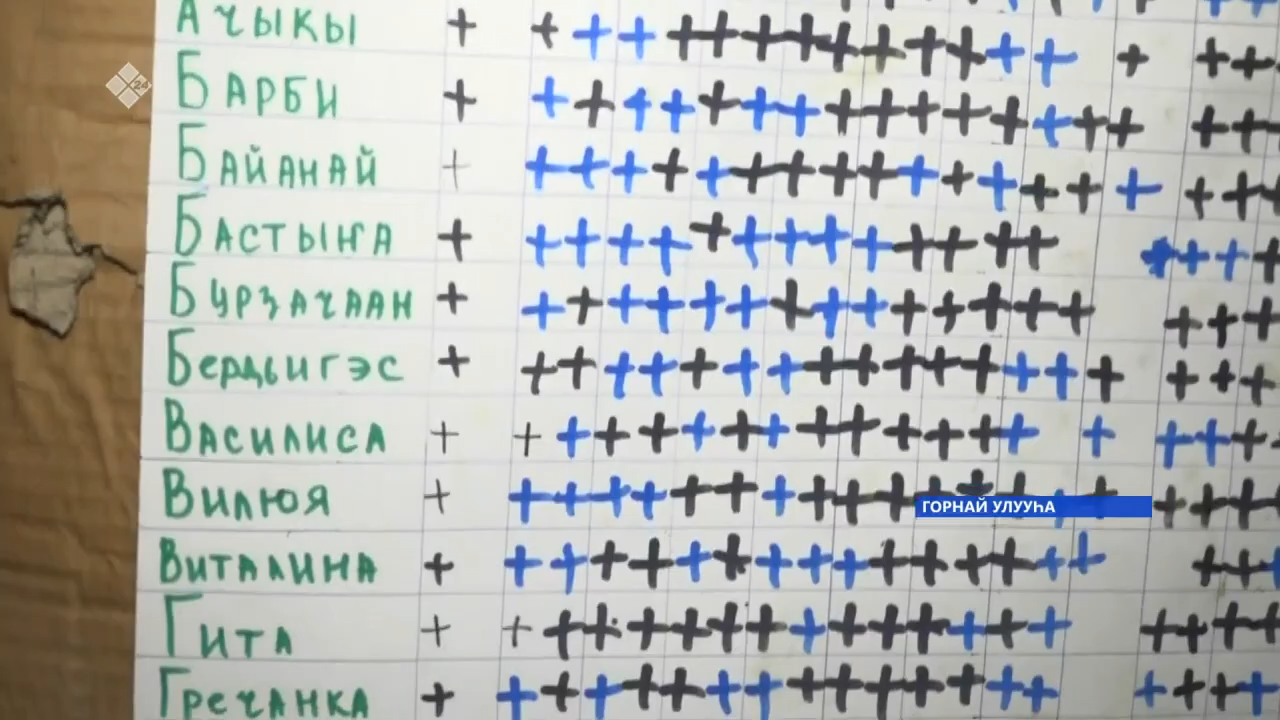 Ачыкы
Барби
Байанай
Бастыҥа
Бурҕачаан
Бердьигэс
Василиса
Вилюя
ГОРНАЙ УЛУУҺА
Виталина
Гита
Гречанка